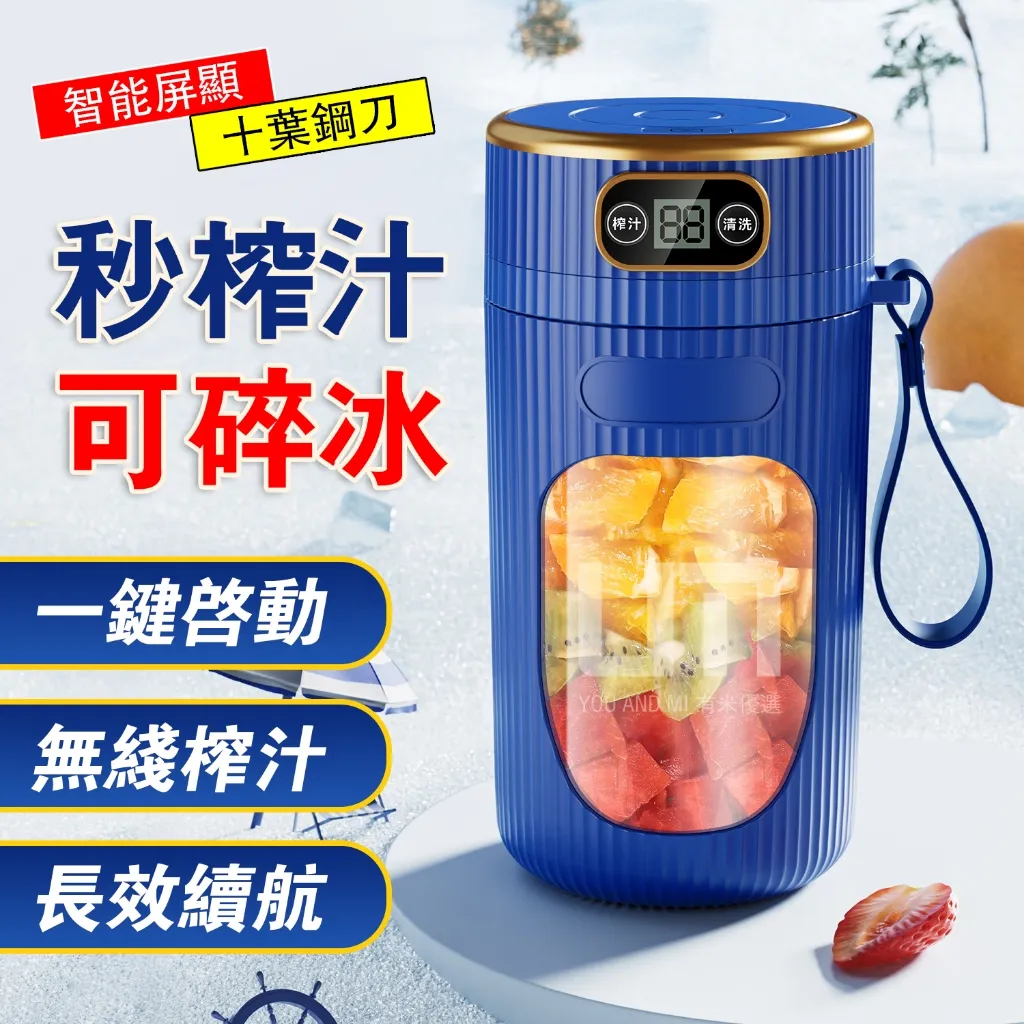 智能屏顯
十葉鋼刀
秒榨汁
可碎冰
榨汁 88 清洗
一鍵啓動
無綫榨汁
長效續航
YOU AND MI 有米優選